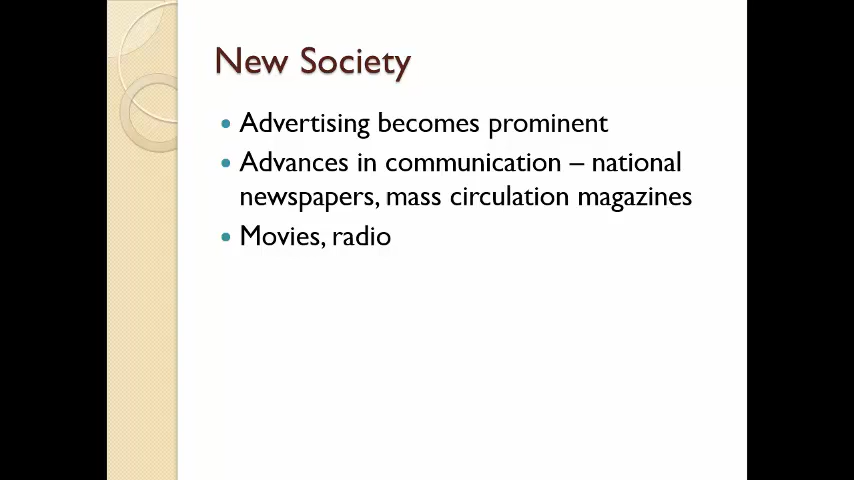 New Society
• Advertising becomes prominent
• Advances in communication – national
newspapers, mass circulation magazines
• Movies, radio